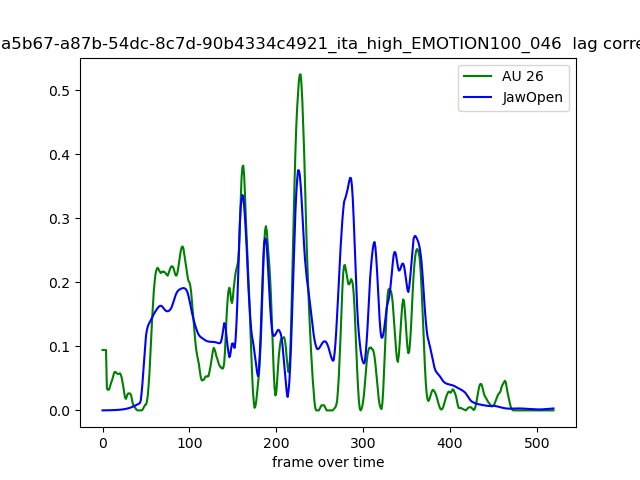 a5b67-a87b-54dc-8c7d-90b4334c4921_ita_high_EMOTION100_046 lag corre
AU 26
JawOpen
0.5
0.4
0.3
0.2
0.1
0.0
0 100 200 300 400 500
frame over time